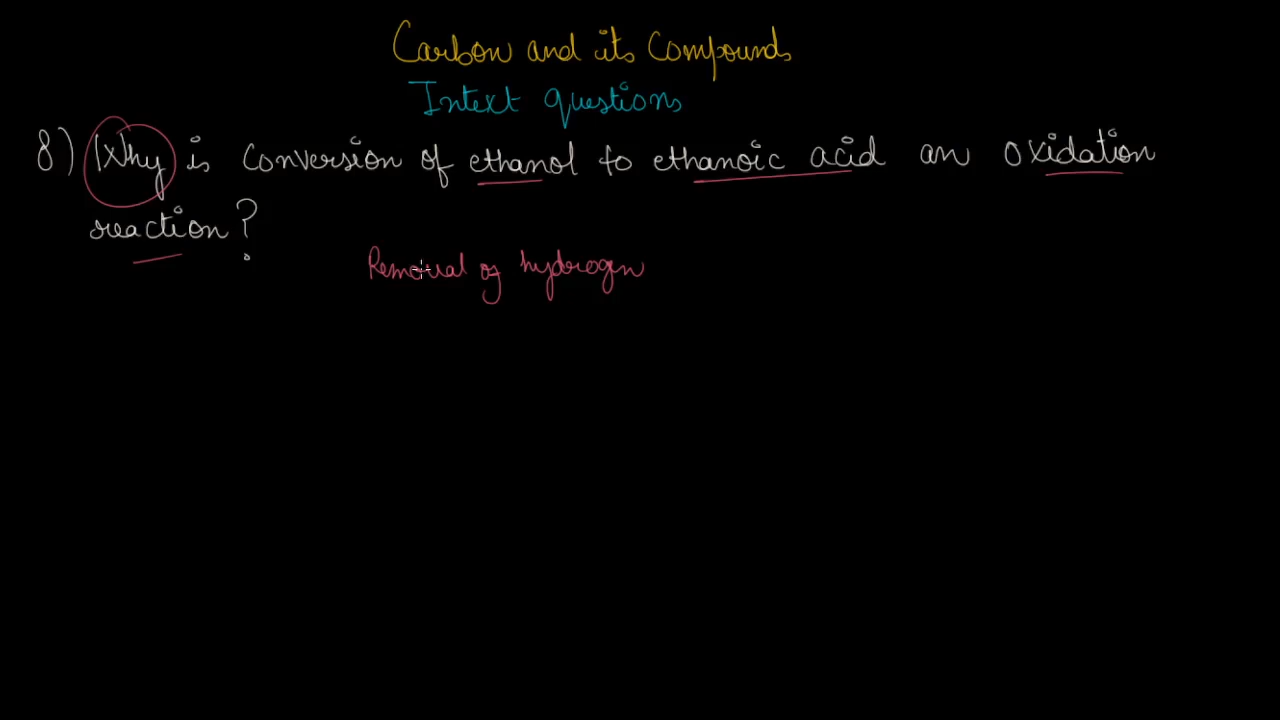 Carbon and its Compounds
Intext questions
8) Why is conversion of ethanol to ethanoic acid an oxidation
reaction?
Removal of hydrogen